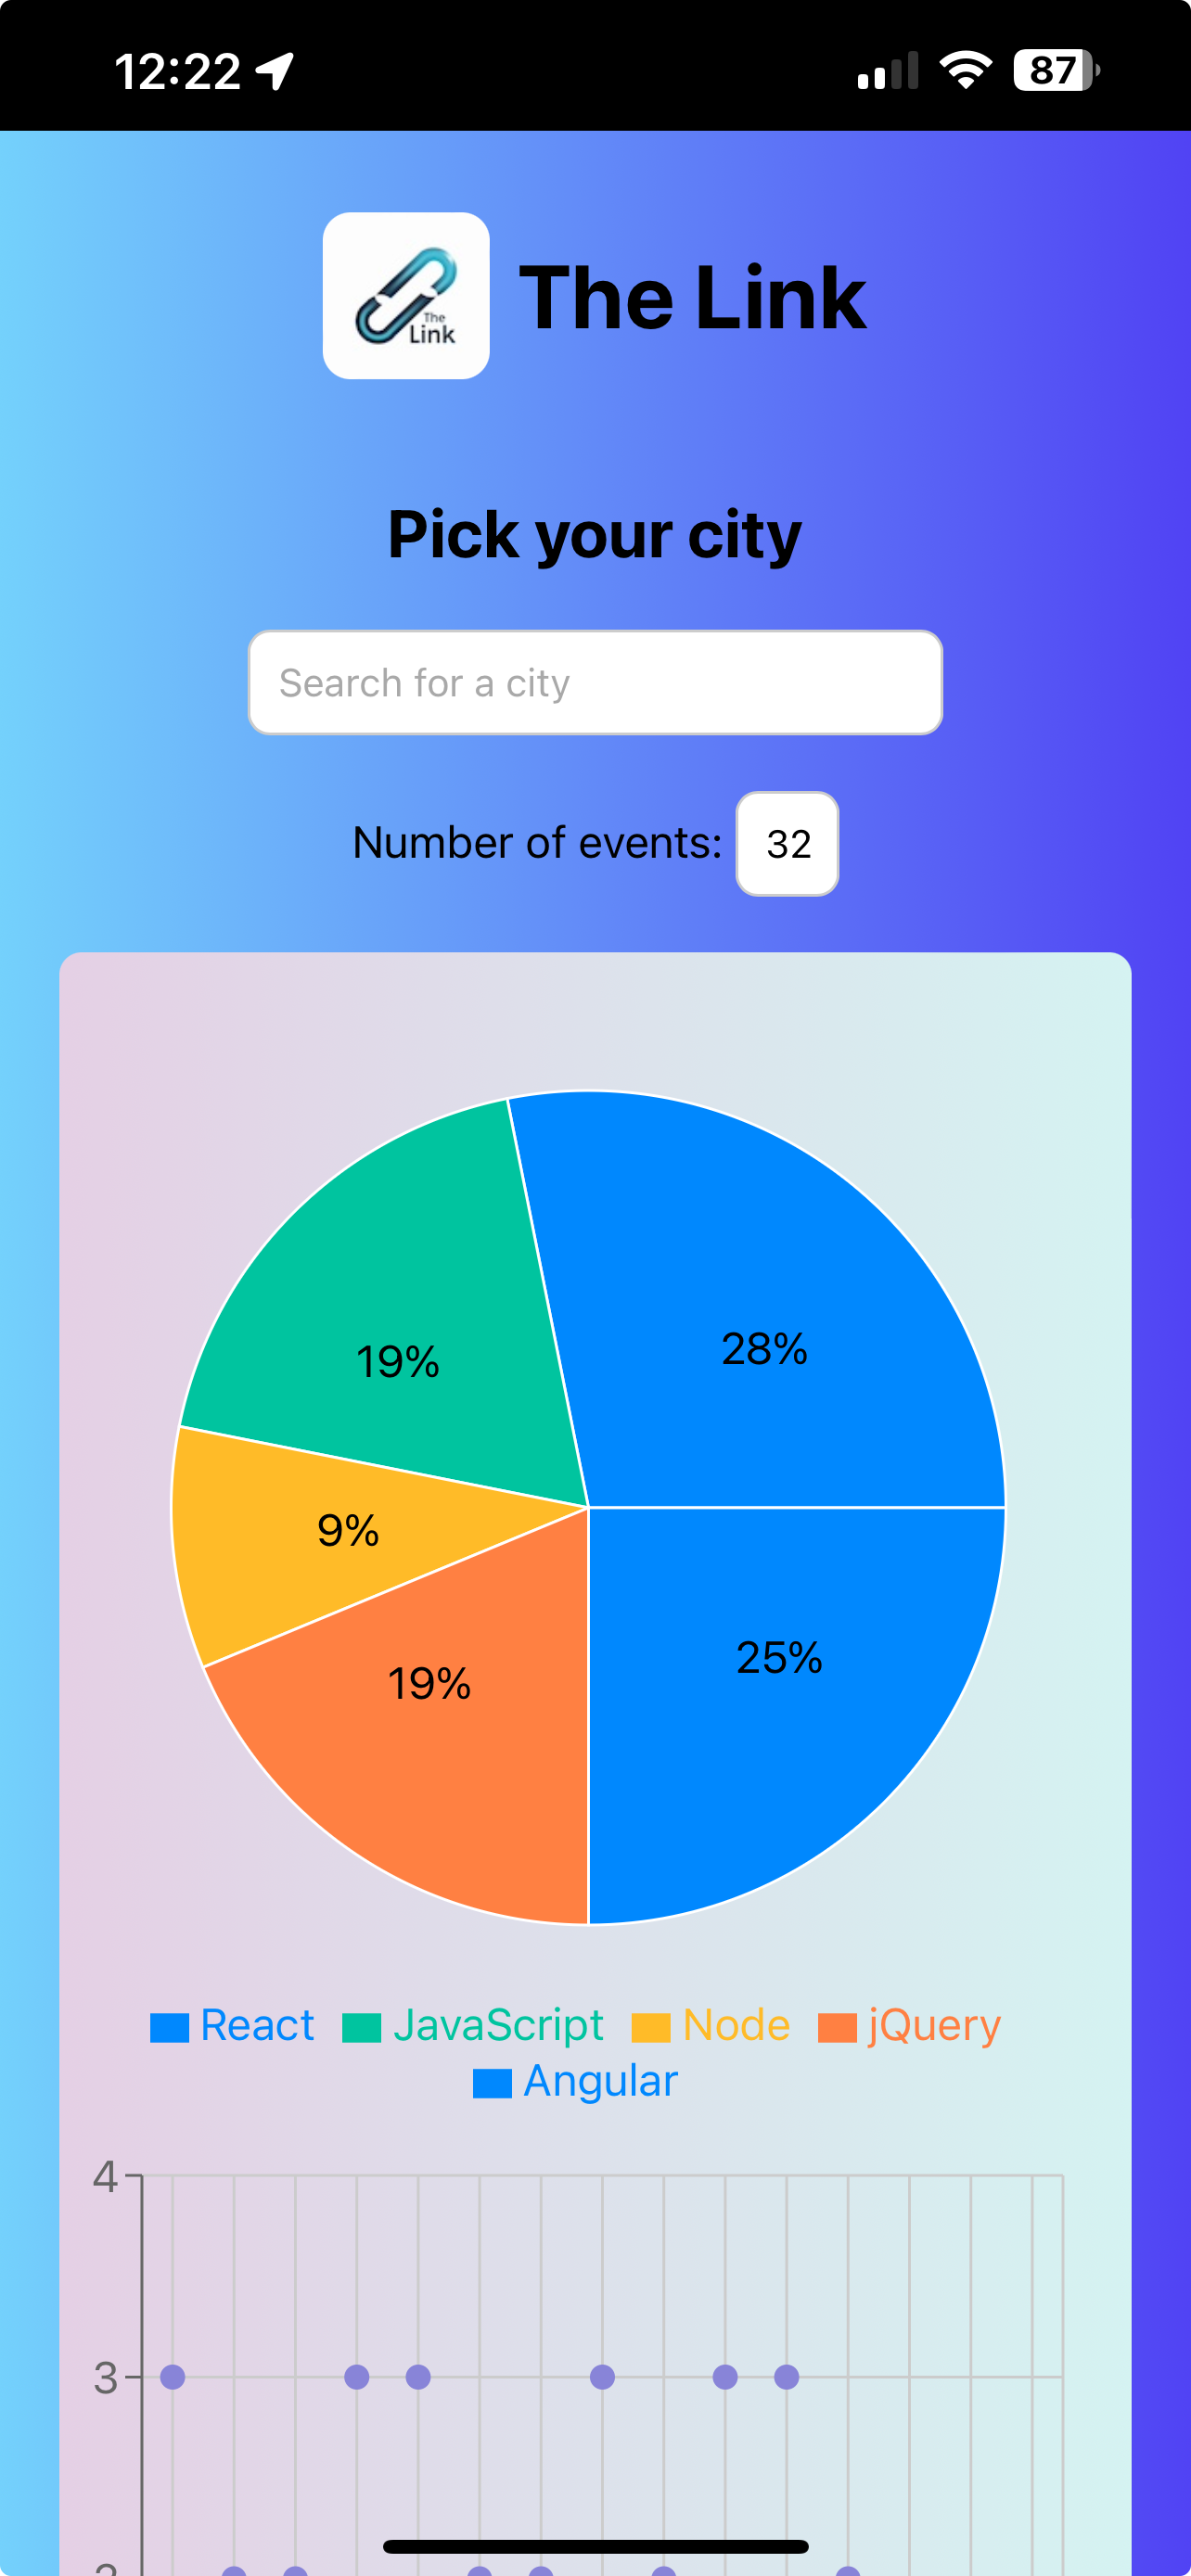 12:22
87
The
Link
The Link
Pick your city
Search for a city
Number of events: 32
28%
19%
9%
19%
25%
React JavaScript Node jQuery
Angular
4
3